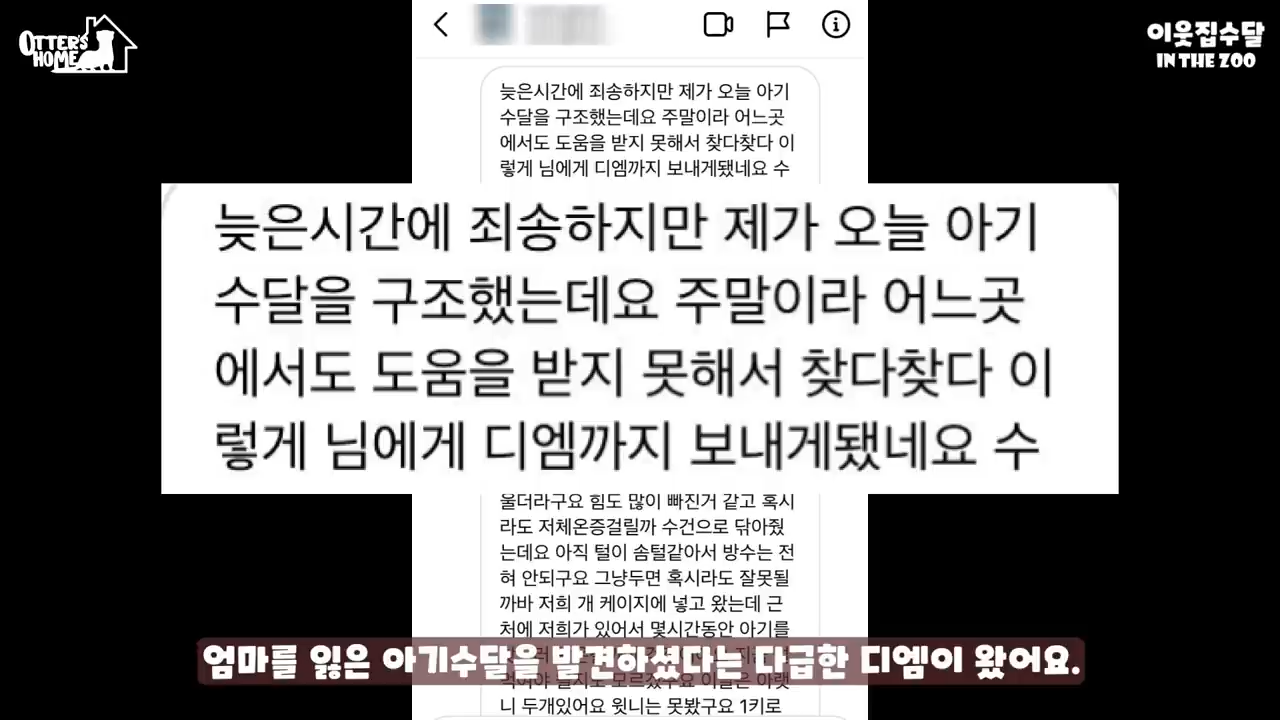 OTTER'S
HOME
이웃집수달
IN THE ZOO
늦은시간에 죄송하지만 제가 오늘 아기
수달을 구조했는데요 주말이라 어느곳
에서도 도움을 받지 못해서 찾다찾다 이
렇게 님에게 디엠까지 보내게됐네요 수
늦은시간에 죄송하지만 제가 오늘 아기
수달을 구조했는데요 주말이라 어느곳
에서도 도움을 받지 못해서 찾다찾다 이
렇게 님에게 디엠까지 보내게됐네요 수
울더라구요 힘도 많이 빠진거 같고 혹시
라도 저체온증걸릴까 수건으로 닦아줬
는데요 아직 털이 솜털같아서 방수는 전
혀 안되구요 그냥두면 혹시라도 잘못될
까바 저희 개 케이지에 넣고 왔는데 근
처에 저희가 있어서 몇시간동안 아기를
엄마를 잃은 아기수달을 발견하셨다는 다급한 디엠이 왔어요.
니 두개있어요 윗니는 못봤구요 1키로